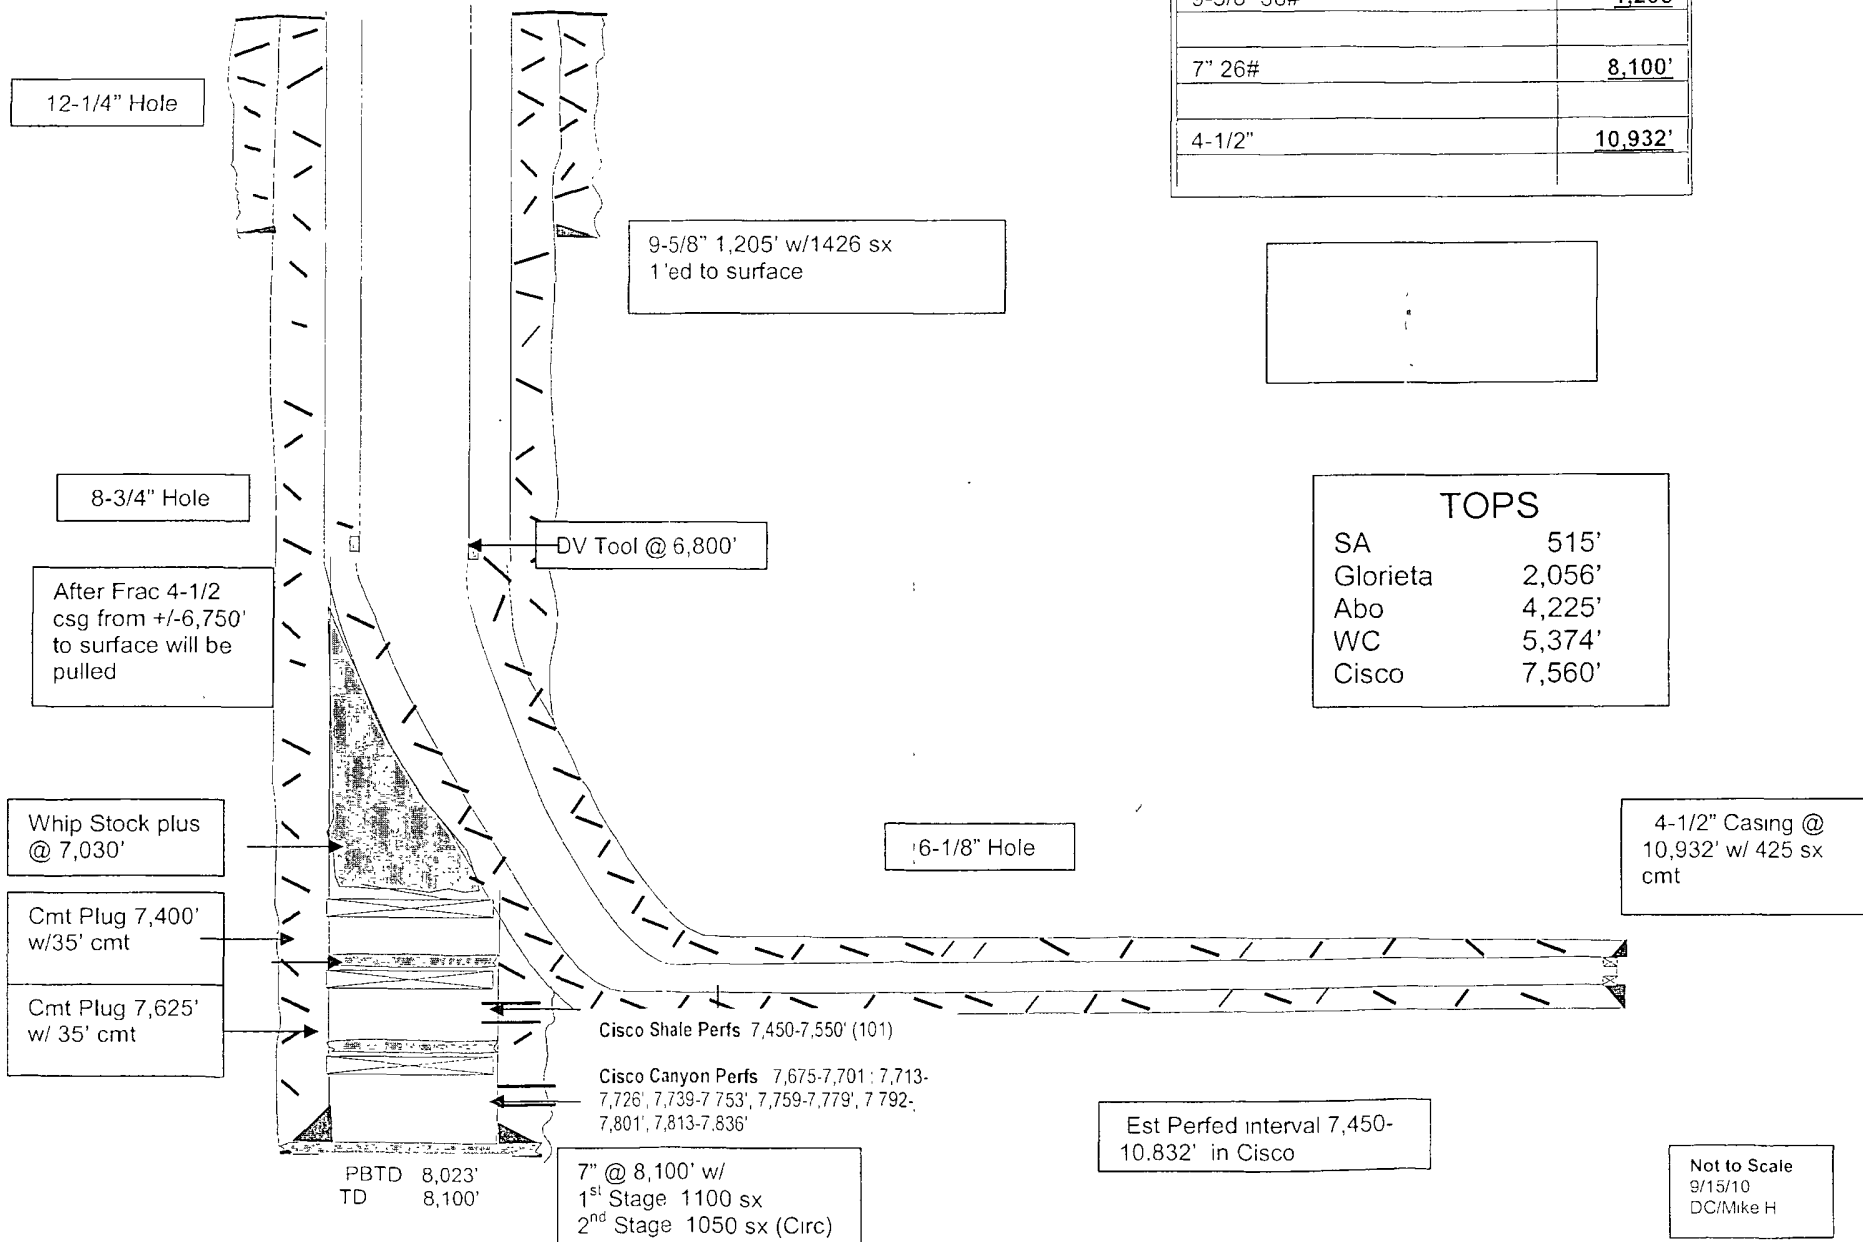 12-1/4” Hole
7” 26# 8,100’
4-1/2” 10,932’
9-5/8” 1,205’ w/1426 sx
1’ed to surface
8-3/4” Hole
DV Tool @ 6,800’
After Frac 4-1/2
csg from +/-6,750’
to surface will be
pulled
TOPS
SA 515’
Glorieta 2,056’
Abo 4,225’
WC 5,374’
Cisco 7,560’
Whip Stock plus
@ 7,030’
6-1/8” Hole
4-1/2” Casing @
10,932’ w/ 425 sx
cmt
Cmt Plug 7,400’
w/35’ cmt
Cmt Plug 7,625’
w/ 35’ cmt
Cisco Shale Perfs 7,450-7,550’ (101)
Cisco Canyon Perfs 7,675-7,701 : 7,713-
7,726’, 7,739-7 753’, 7,759-7,779’, 7 792-
7,801’, 7,813-7,836’
Est Perfed interval 7,450-
10.832’ in Cisco
PBTD 8,023’
TD 8,100’
7” @ 8,100’ w/
1st Stage 1100 sx
2nd Stage 1050 sx (Circ)
Not to Scale
9/15/10
DC/Mike H